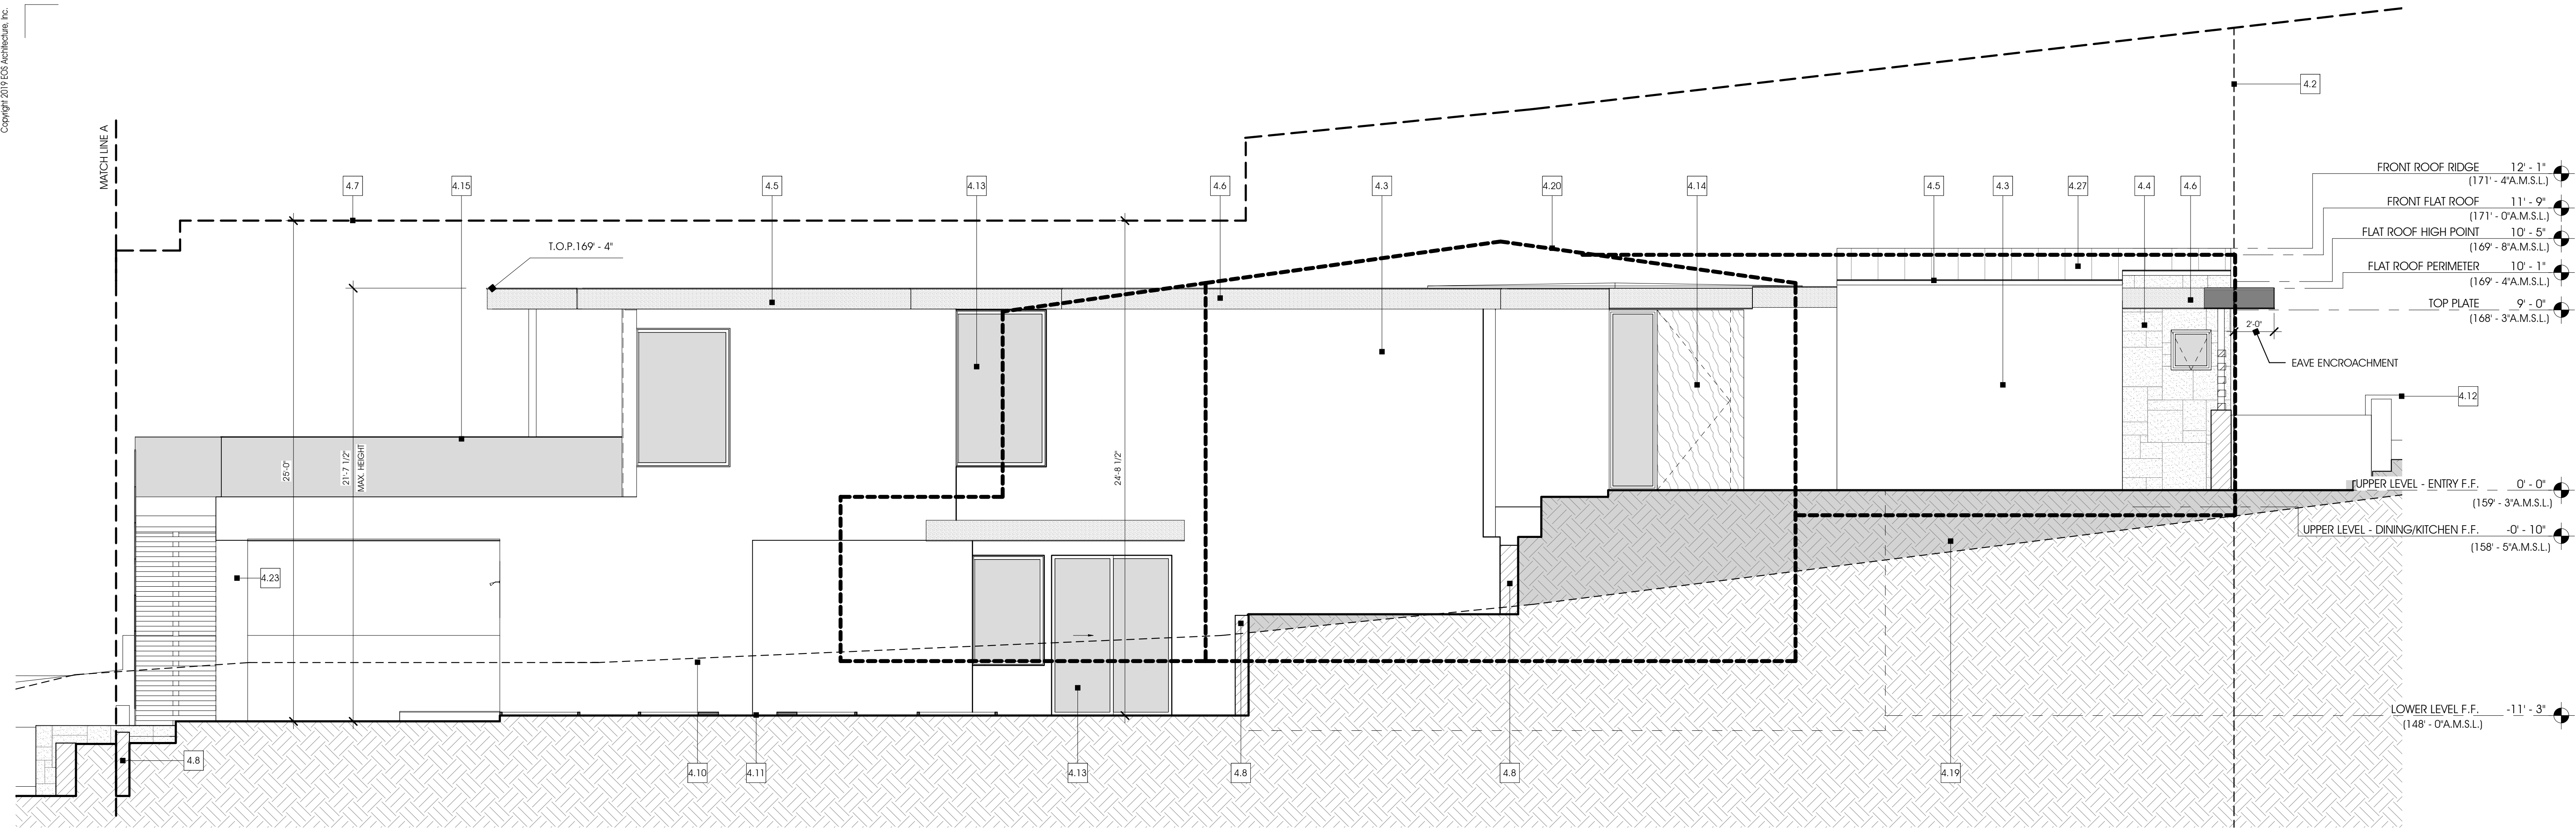 Copyright 2019 EOS Architecture, Inc.
MATCH LINE A
4.2
4.7
4.15
4.5
4.13
4.6
4.3
4.20
4.14
4.5
4.3
4.27
4.4
4.6
FRONT ROOF RIDGE 12' - 1"
(171' - 4"A.M.S.L.)
FRONT FLAT ROOF 11' - 9"
(171' - 0"A.M.S.L.)
FLAT ROOF HIGH POINT 10' - 5"
(169' - 8"A.M.S.L.)
FLAT ROOF PERIMETER 10' - 1"
(169' - 4"A.M.S.L.)
TOP PLATE 9' - 0"
(168' - 3"A.M.S.L.)
T.O.P.169' - 4"
2'-0"
EAVE ENCROACHMENT
4.12
25'-0"
21'-7 1/2"
MAX. HEIGHT
24'-8 1/2"
UPPER LEVEL - ENTRY F.F. 0' - 0"
(159' - 3"A.M.S.L.)
UPPER LEVEL - DINING/KITCHEN F.F. -0' - 10"
(158' - 5"A.M.S.L.)
4.23
LOWER LEVEL F.F. -11' - 3"
(148' - 0"A.M.S.L.)
4.8
4.10
4.11
4.13
4.8
4.8
4.19